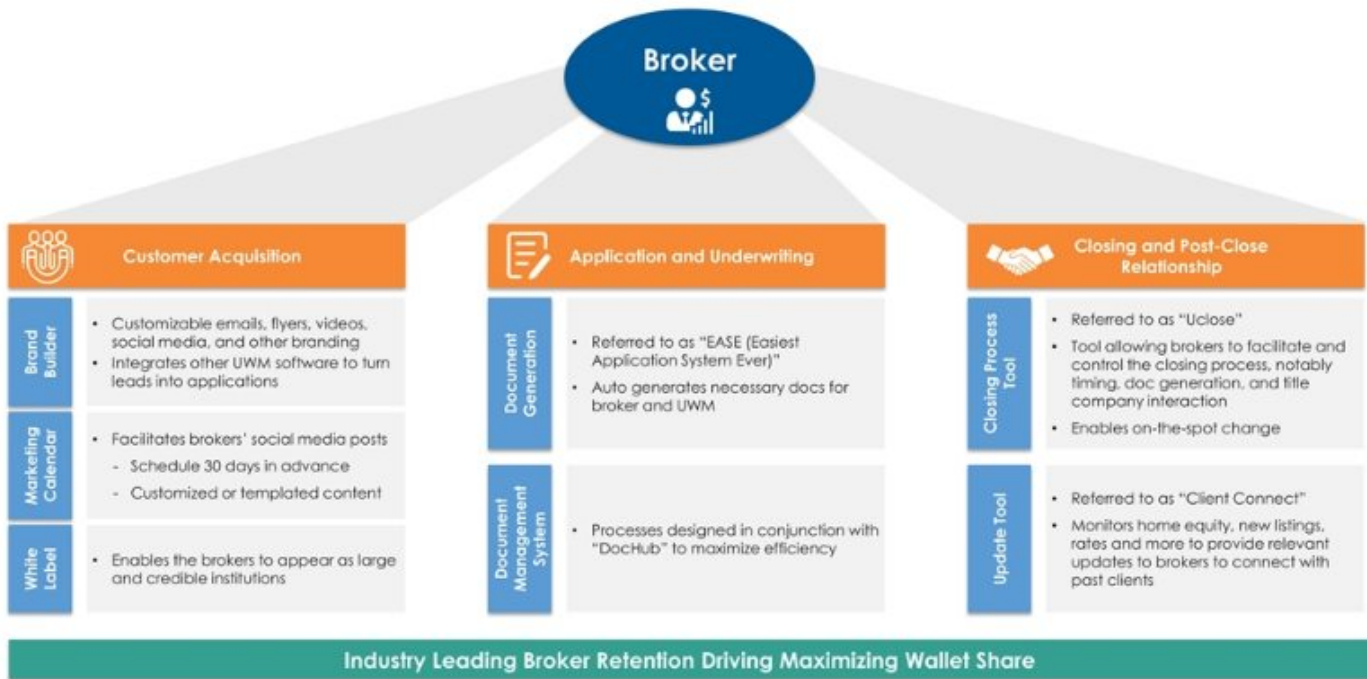 Broker
$
Customer Acquisition
Brand
Builder
• Customizable emails, flyers, videos,
social media, and other branding
• Integrates other UWM software to turn
leads into applications
Marketing
Calendar
• Facilitates brokers' social media posts
- Schedule 30 days in advance
- Customized or templated content
White
Label
• Enables the brokers to appear as large
and credible institutions
Application and Underwriting
Document
Generation
• Referred to as "EASE (Easiest
Application System Ever)"
• Auto generates necessary docs for
broker and UWM
Document
Management
System
• Processes designed in conjunction with
"DocHub" to maximize efficiency
Closing and Post-Close
Relationship
Closing Process
Tool
• Referred to as "Uclose"
• Tool allowing brokers to facilitate and
control the closing process, notably
timing, doc generation, and title
company interaction
• Enables on-the-spot change
Update Tool
• Referred to as "Client Connect"
• Monitors home equity, new listings,
rates and more to provide relevant
updates to brokers to connect with
past clients
Industry Leading Broker Retention Driving Maximizing Wallet Share